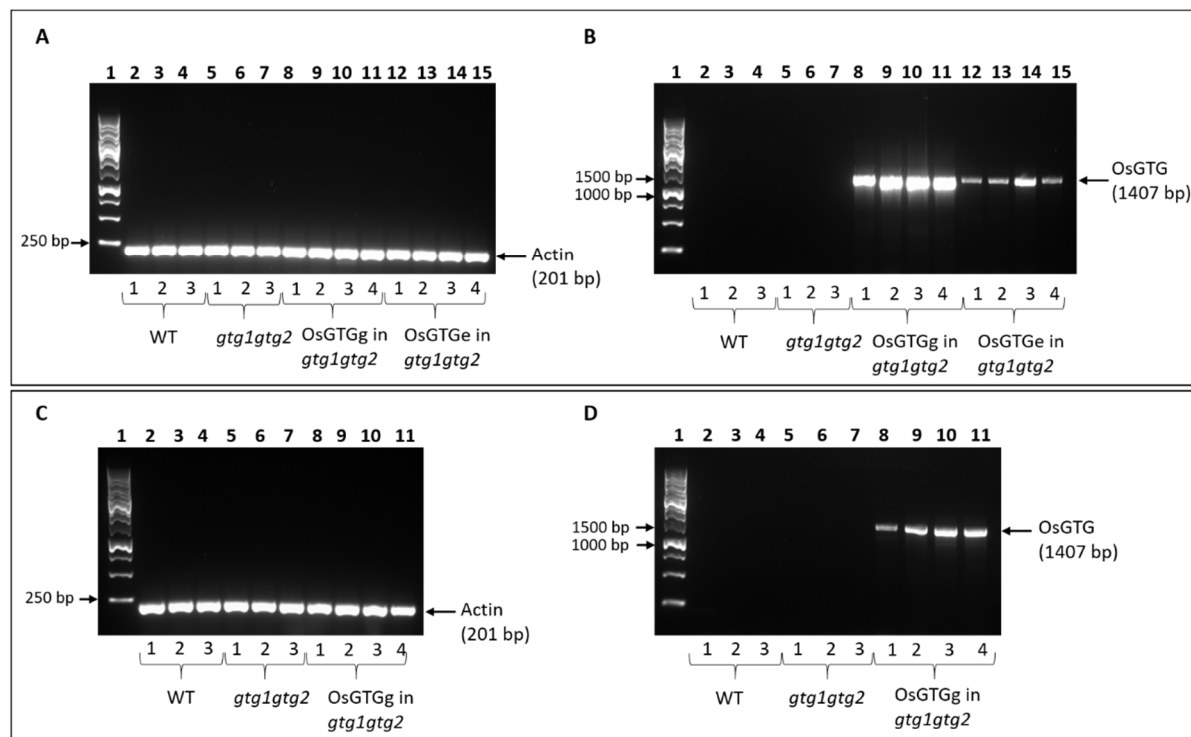 A
1 2 3 4 5 6 7 8 9 10 11 12 13 14 15
250 bp
Actin
(201 bp)
1 2 3 1 2 3 1 2 3 4 1 2 3 4
WT
gtg1gtg2
OsGTGg in
gtg1gtg2
OsGTGe in
gtg1gtg2
B
1 2 3 4 5 6 7 8 9 10 11 12 13 14 15
1500 bp
1000 bp
OsGTG
(1407 bp)
1 2 3 1 2 3 1 2 3 4 1 2 3 4
WT
gtg1gtg2
OsGTGg in
gtg1gtg2
OsGTGe in
gtg1gtg2
C
1 2 3 4 5 6 7 8 9 10 11
250 bp
Actin
(201 bp)
1 2 3 1 2 3 1 2 3 4
WT
gtg1gtg2
OsGTGg in
gtg1gtg2
D
1 2 3 4 5 6 7 8 9 10 11
1500 bp
1000 bp
OsGTG
(1407 bp)
1 2 3 1 2 3 1 2 3 4
WT
gtg1gtg2
OsGTGg in
gtg1gtg2